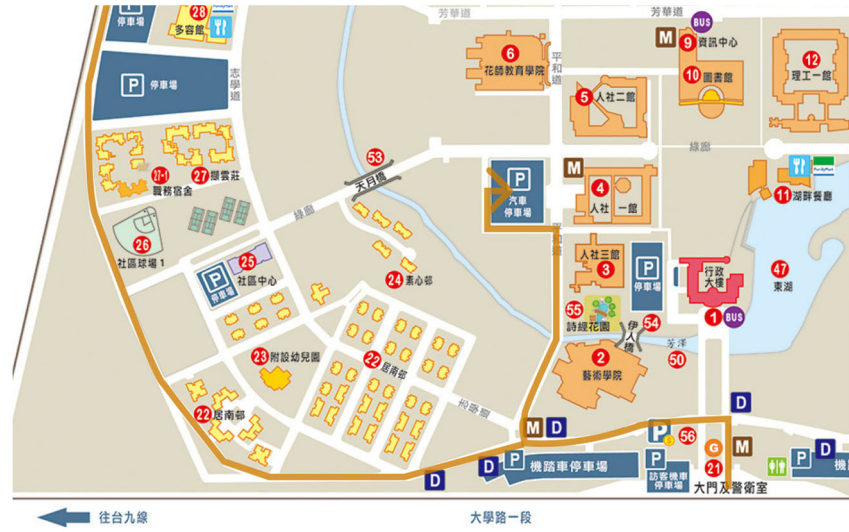 芳華道
芳華道
BUS
28
多容館
P 停車場
志學道
6
花師教育學院
平和道
M
9 資訊中心
10 圖書館
12
理工一館
5 人社二館
綠廊
53
天月橋
27-1
職務宿舍
27 擷雲莊
綠廊
P
汽車
停車場
M
4
人社一館
FamilyMart
11 湖畔餐廳
26
社區球場 1
25
社區中心
P
停車場
24 素心邨
平和道
人社三館
3
P
行政
大樓
47
東湖
55
詩經花園
伊人橋
54
1 BUS
芳洋
50
2
藝術學院
23 附設幼兒園
22 居南邨
22 居南邨
M D
D
P
56
G
21
M
D
D
D
P 機踏車停車場
P
訪客機車
停車場
大門及警衛室
P
D
機踏車停車場
往台九線
大學路一段